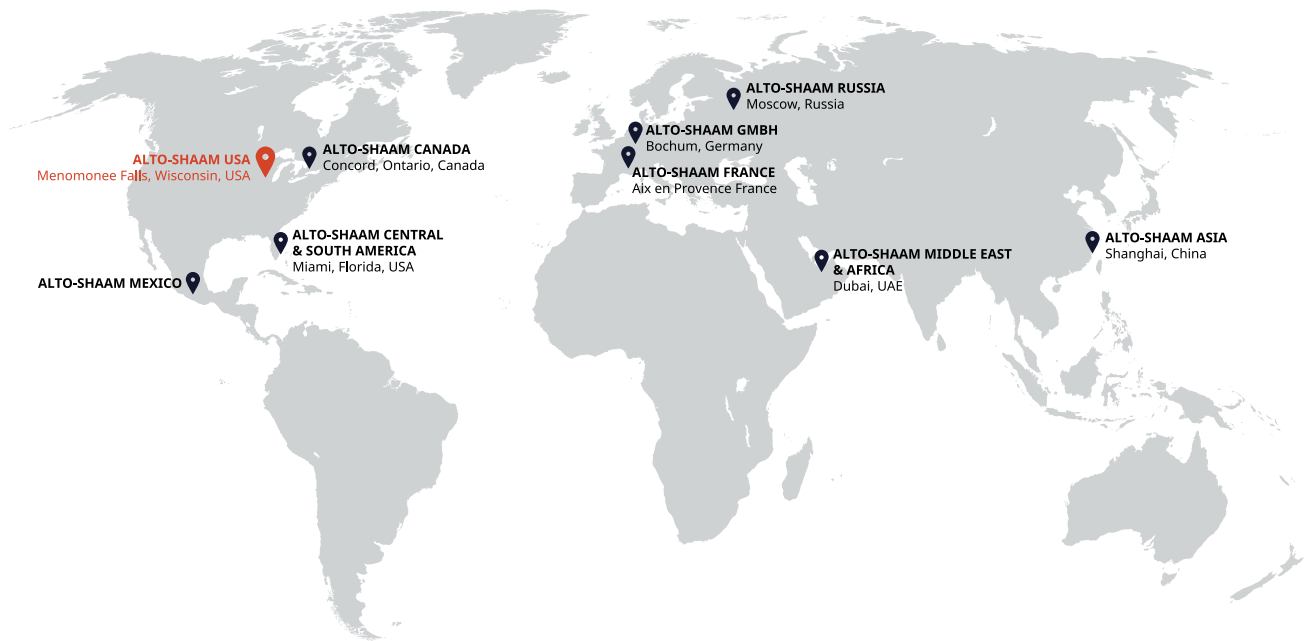 ALTO-SHAAM RUSSIA
Moscow, Russia
ALTO-SHAAM GMBH
Bochum, Germany
ALTO-SHAAM USA
Menomonee Falls, Wisconsin, USA
ALTO-SHAAM CANADA
Concord, Ontario, Canada
ALTO-SHAAM FRANCE
Aix en Provence France
ALTO-SHAAM CENTRAL
& SOUTH AMERICA
Miami, Florida, USA
ALTO-SHAAM ASIA
Shanghai, China
ALTO-SHAAM MIDDLE EAST
& AFRICA
Dubai, UAE
ALTO-SHAAM MEXICO